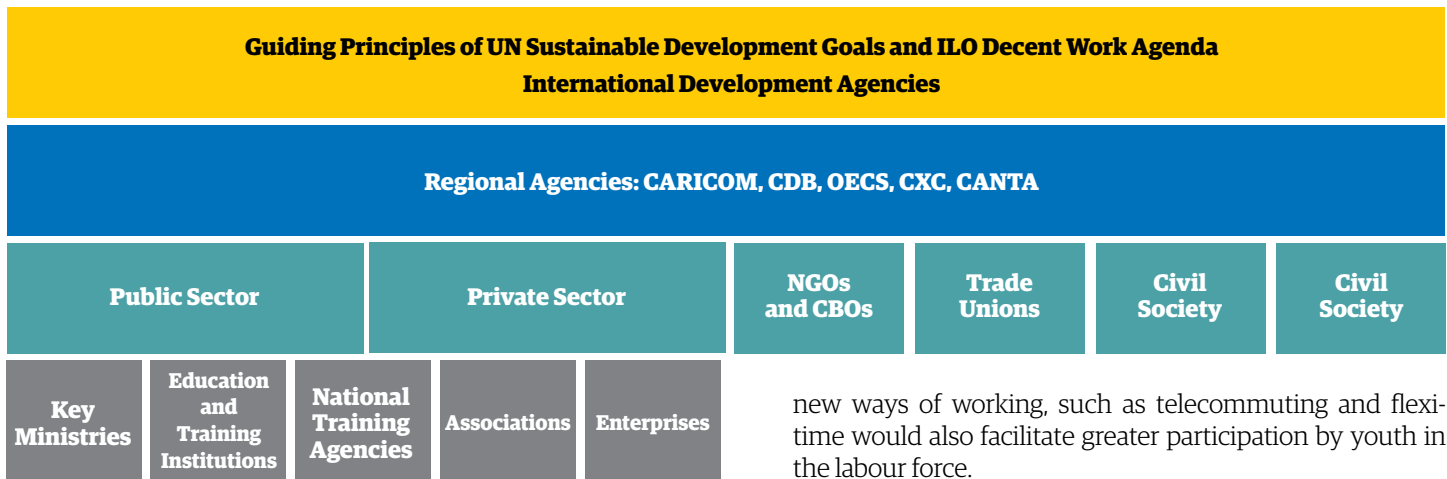 Guiding Principles of UN Sustainable Development Goals and ILO Decent Work Agenda
International Development Agencies
Regional Agencies: CARICOM, CDB, OECS, CXC, CANTA
Public Sector
Private Sector
NGOs
and CBOs
Trade
Unions
Civil
Society
Civil
Society
Key
Ministries
Education
and
Training
Institutions
National
Training
Agencies
Associations
Enterprises
new ways of working, such as telecommuting and flexi-
time would also facilitate greater participation by youth in
the labour force.